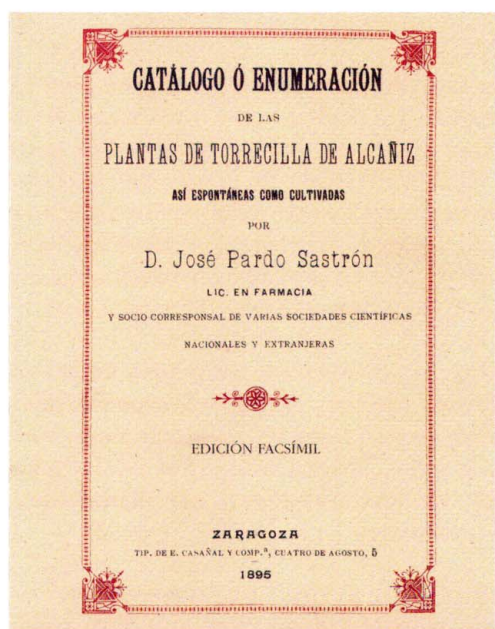 CATÁLOGO Ó ENUMERACIÓN
DE LAS
PLANTAS DE TORRECILLA DE ALCAÑIZ
ASÍ ESPONTÁNEAS COMO CULTIVADAS
POR
D. José Pardo Sastrón
LIC. EN FARMACIA
Y SOCIO CORRESPONSAL DE VARIAS SOCIEDADES CIENTÍFICAS
NACIONALES Y EXTRANJERAS
EDICIÓN FACSÍMIL
ZARAGOZA
TIP. DE E. CASAÑAL Y COMP.ª, CUATRO DE AGOSTO, 5
1895